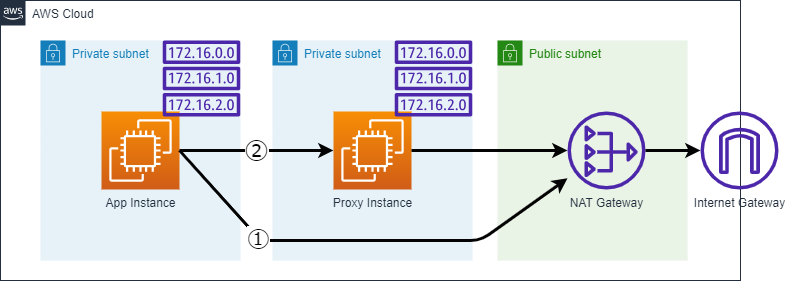 aws
AWS Cloud
Private subnet
172.16.0.0
172.16.1.0
172.16.2.0
Private subnet
172.16.0.0
172.16.1.0
172.16.2.0
Public subnet
②
①
App Instance
Proxy Instance
NAT Gateway
Internet Gateway